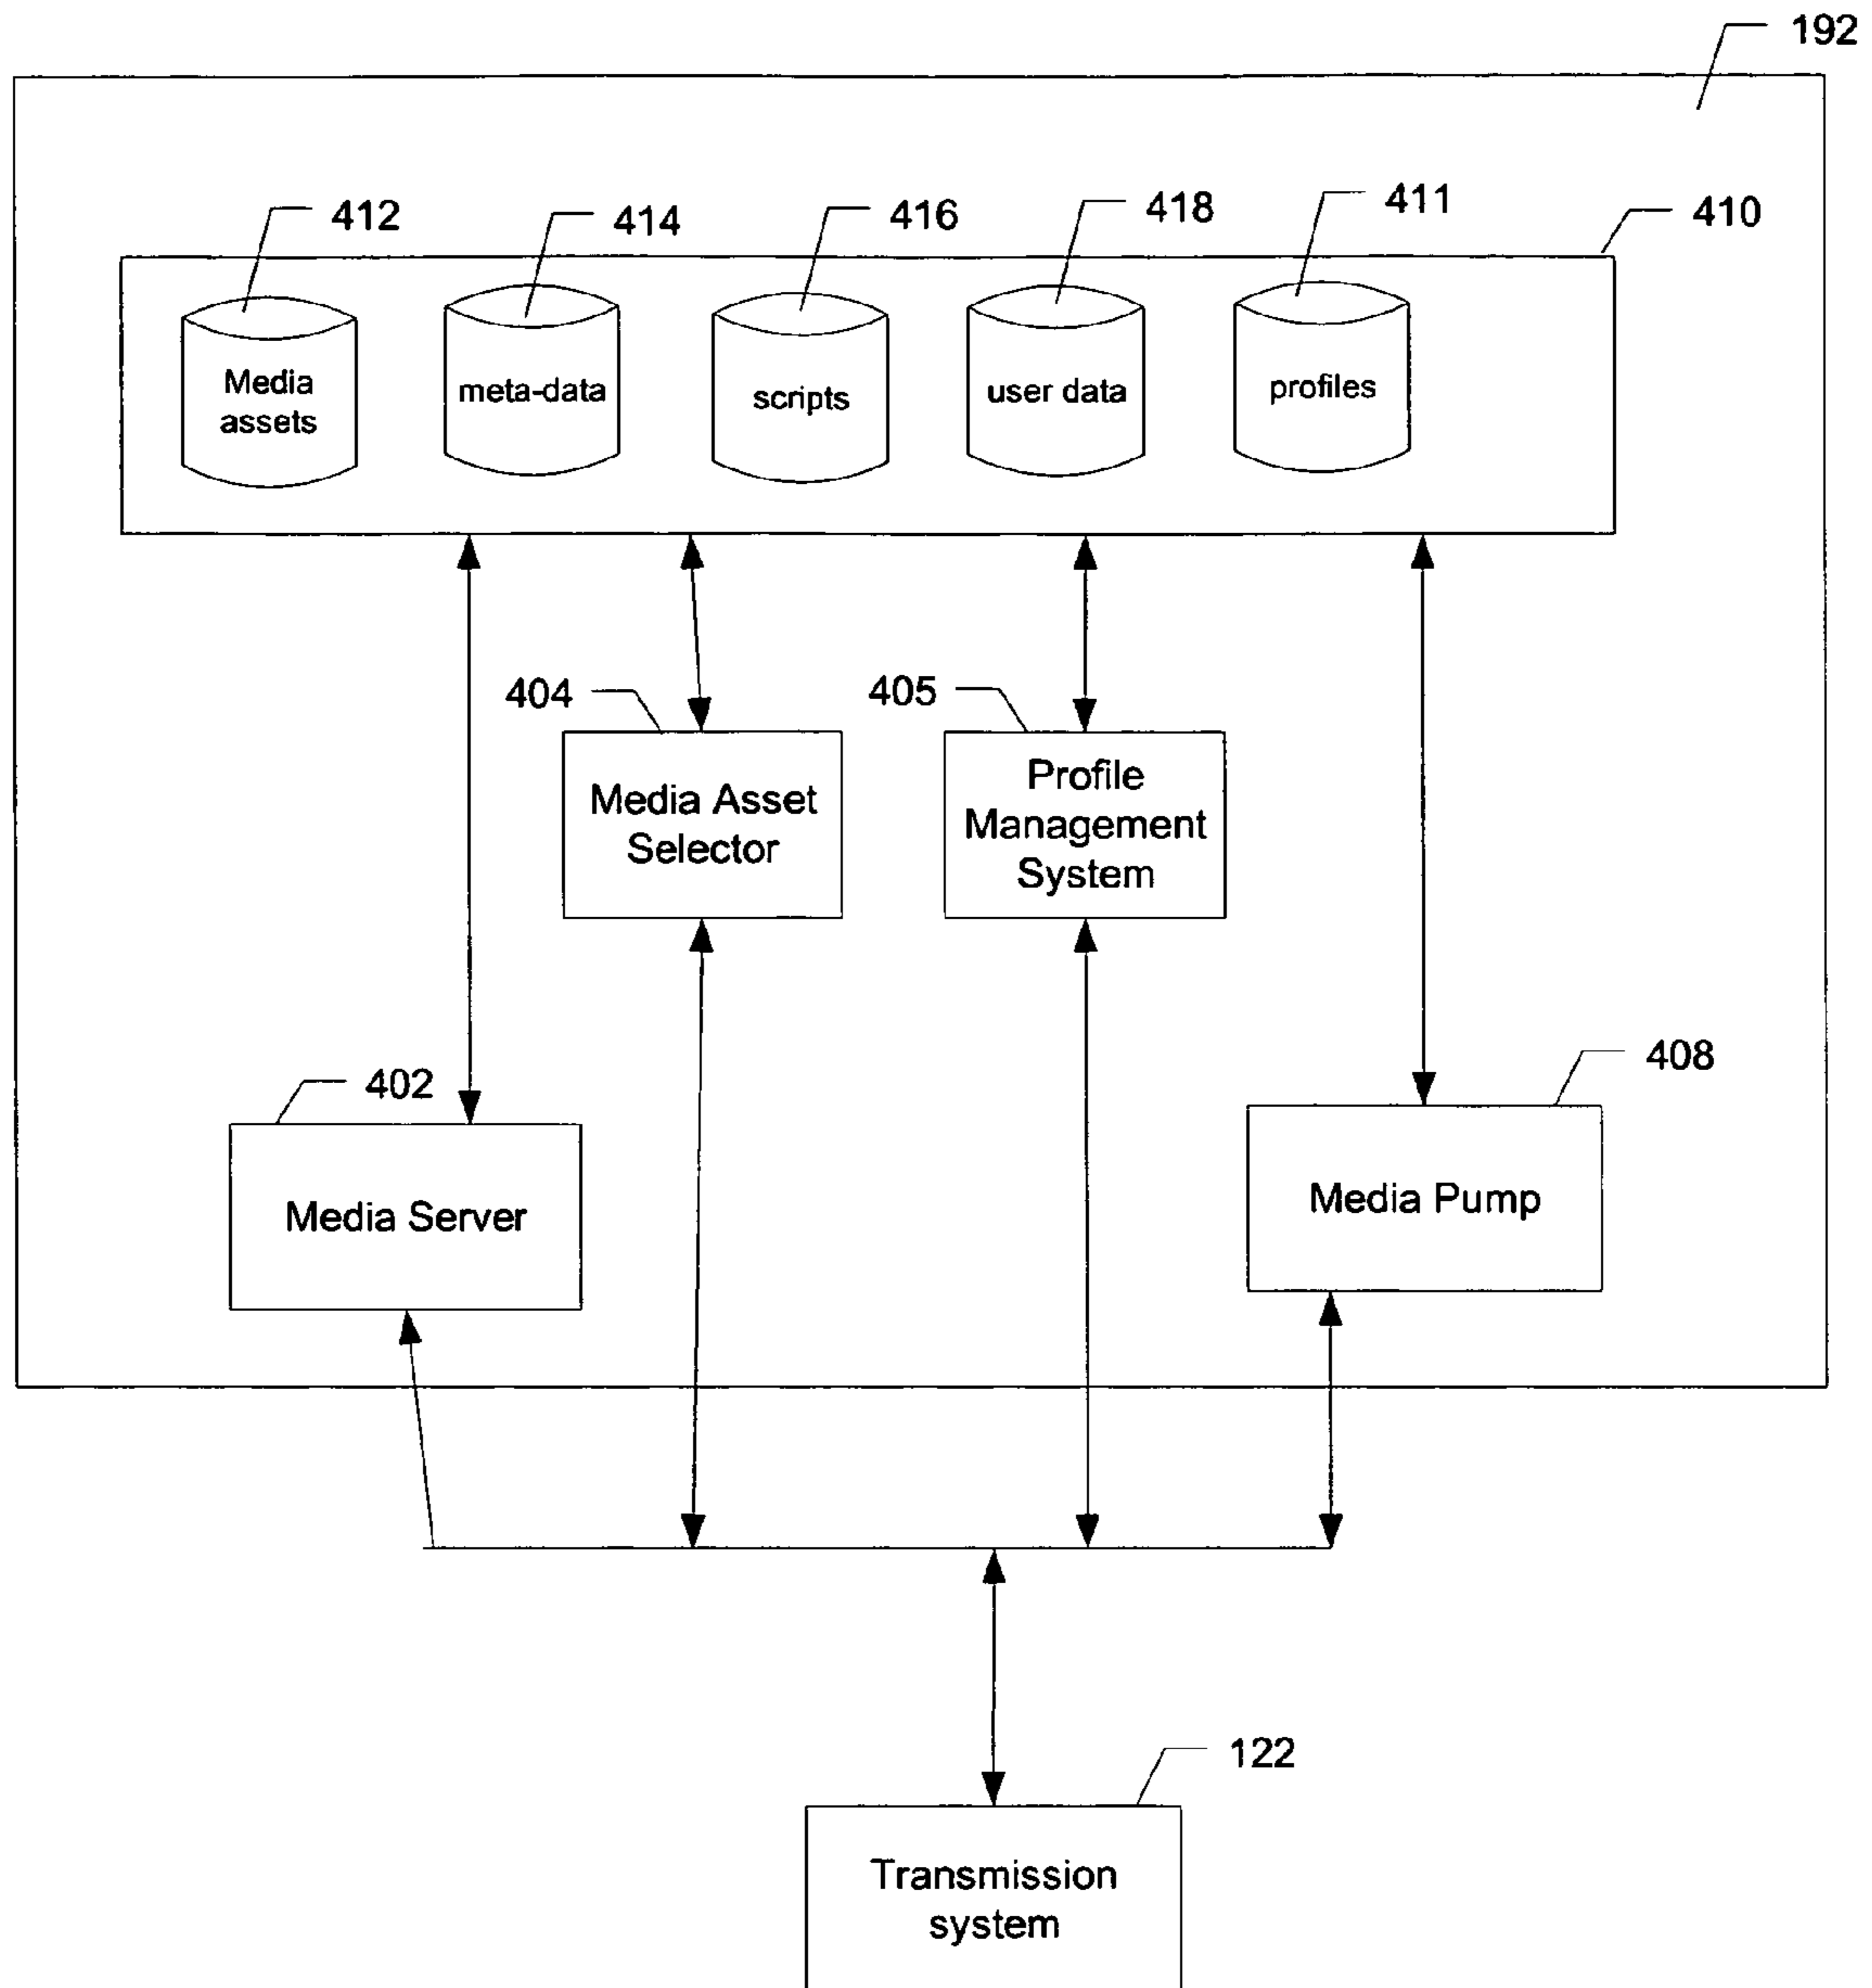 192
412
414
416
418
411
410
Media
assets
meta-data
scripts
user data
profiles
404
405
Media Asset
Selector
Profile
Management
System
402
408
Media Server
Media Pump
122
Transmission
system